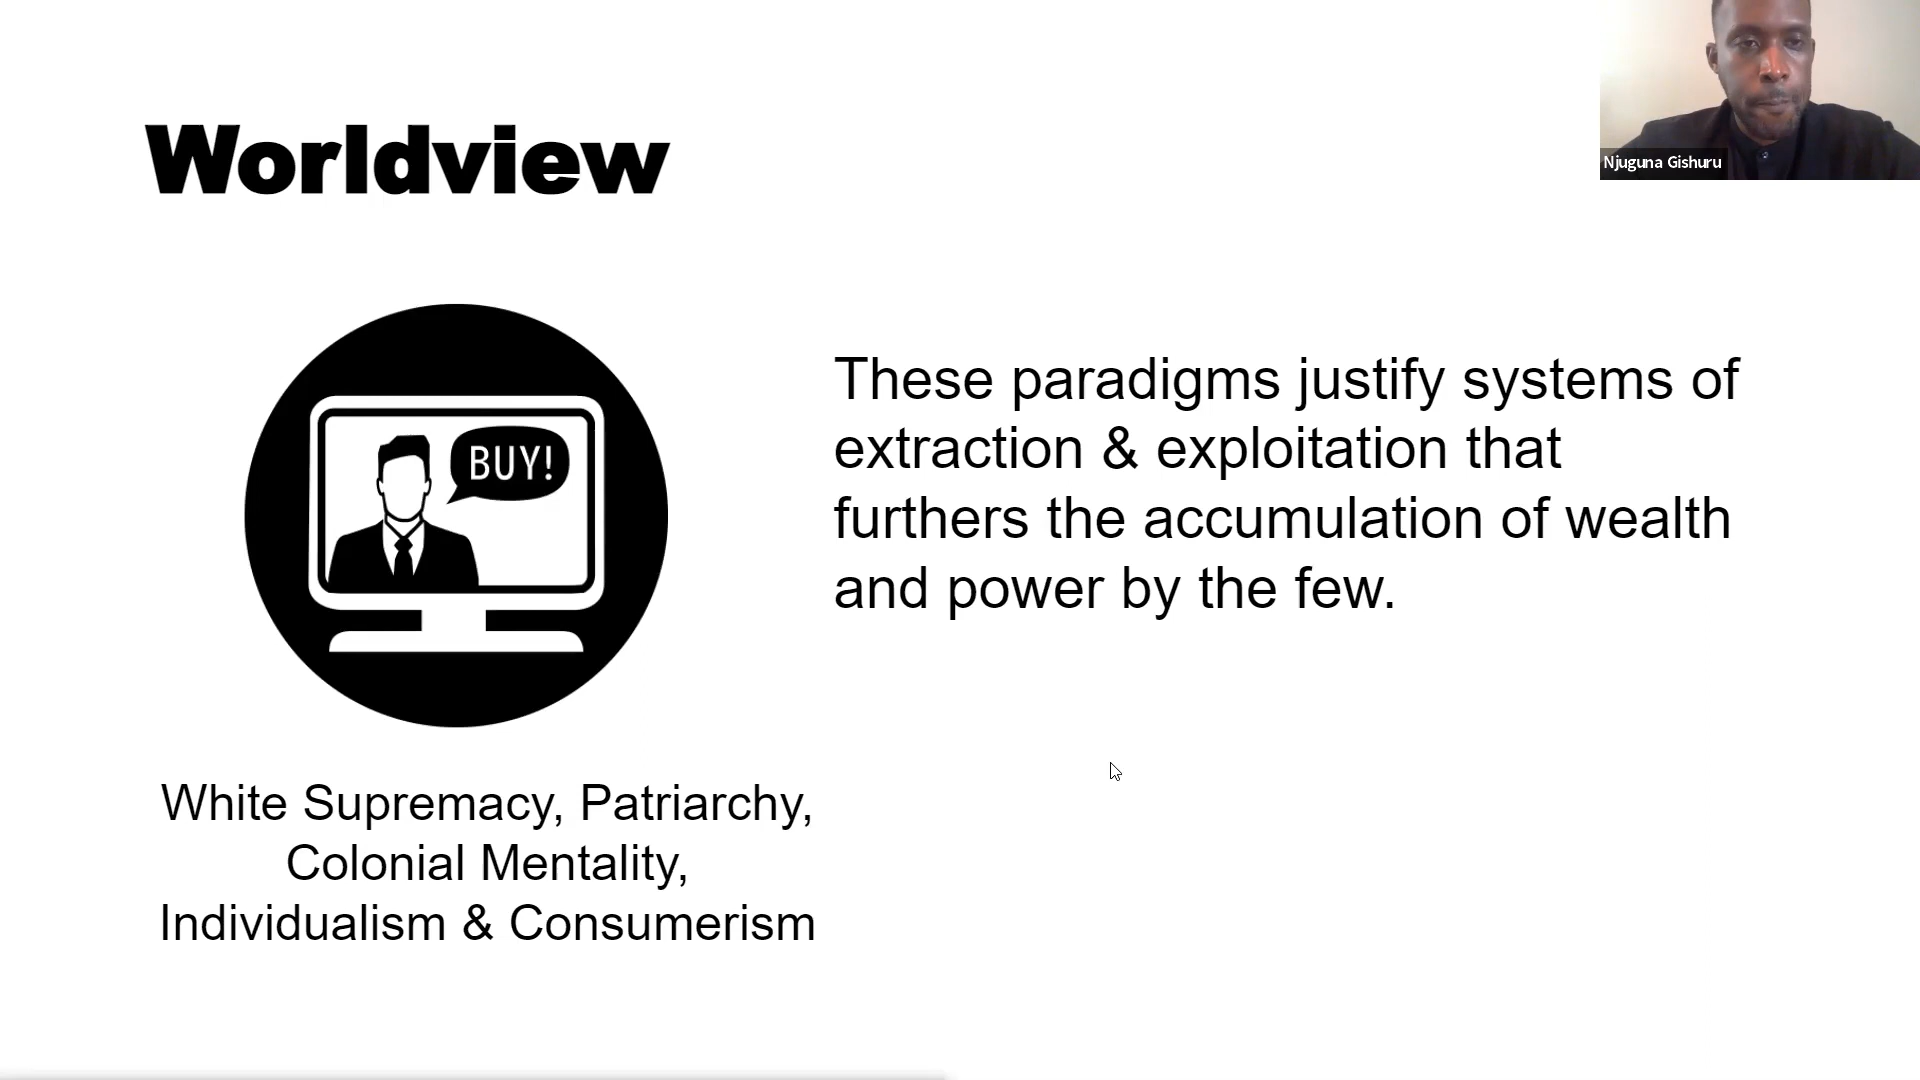 Worldview
Njuguna Gishuru
BUY!
These paradigms justify systems of
extraction & exploitation that
furthers the accumulation of wealth
and power by the few.
White Supremacy, Patriarchy,
Colonial Mentality,
Individualism & Consumerism